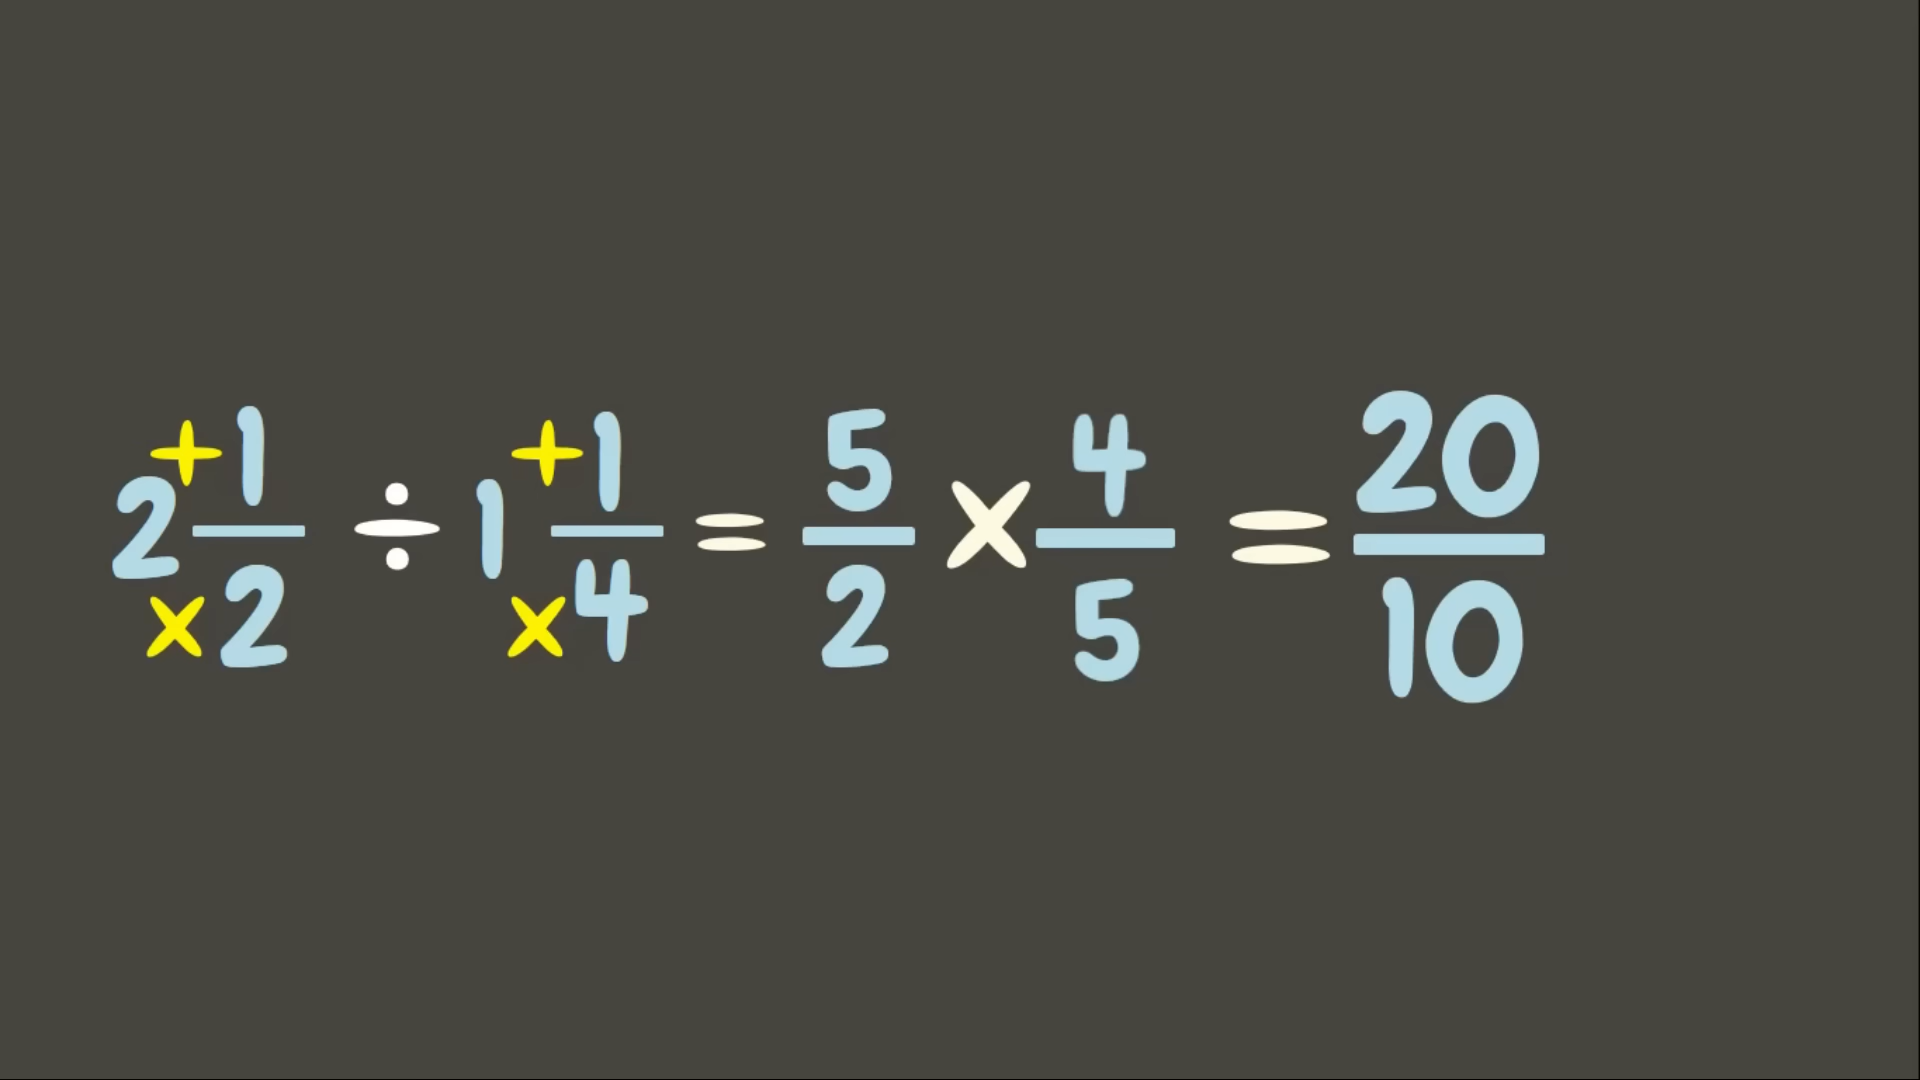 2 + 1/2 × ÷ 1 + 1/4 × = 5/2 × 4/5 = 20/10